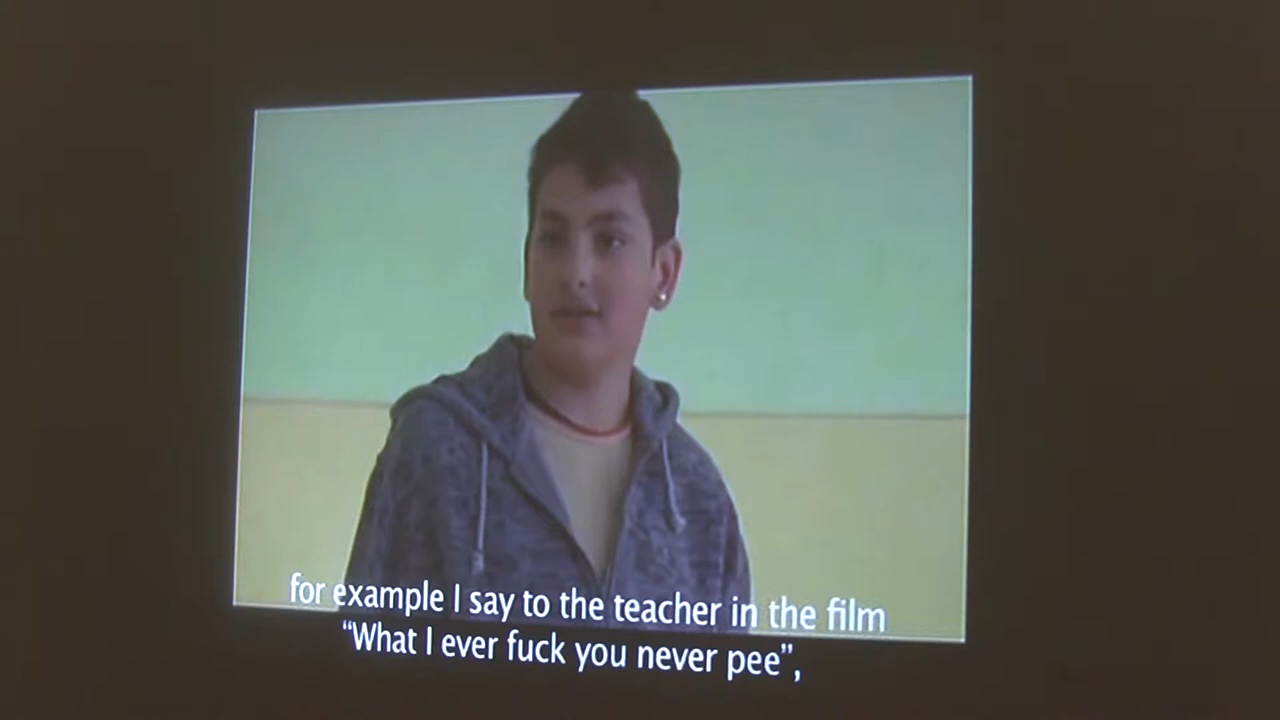 for example I say to the teacher in the film
“What I ever fuck you never pee”,